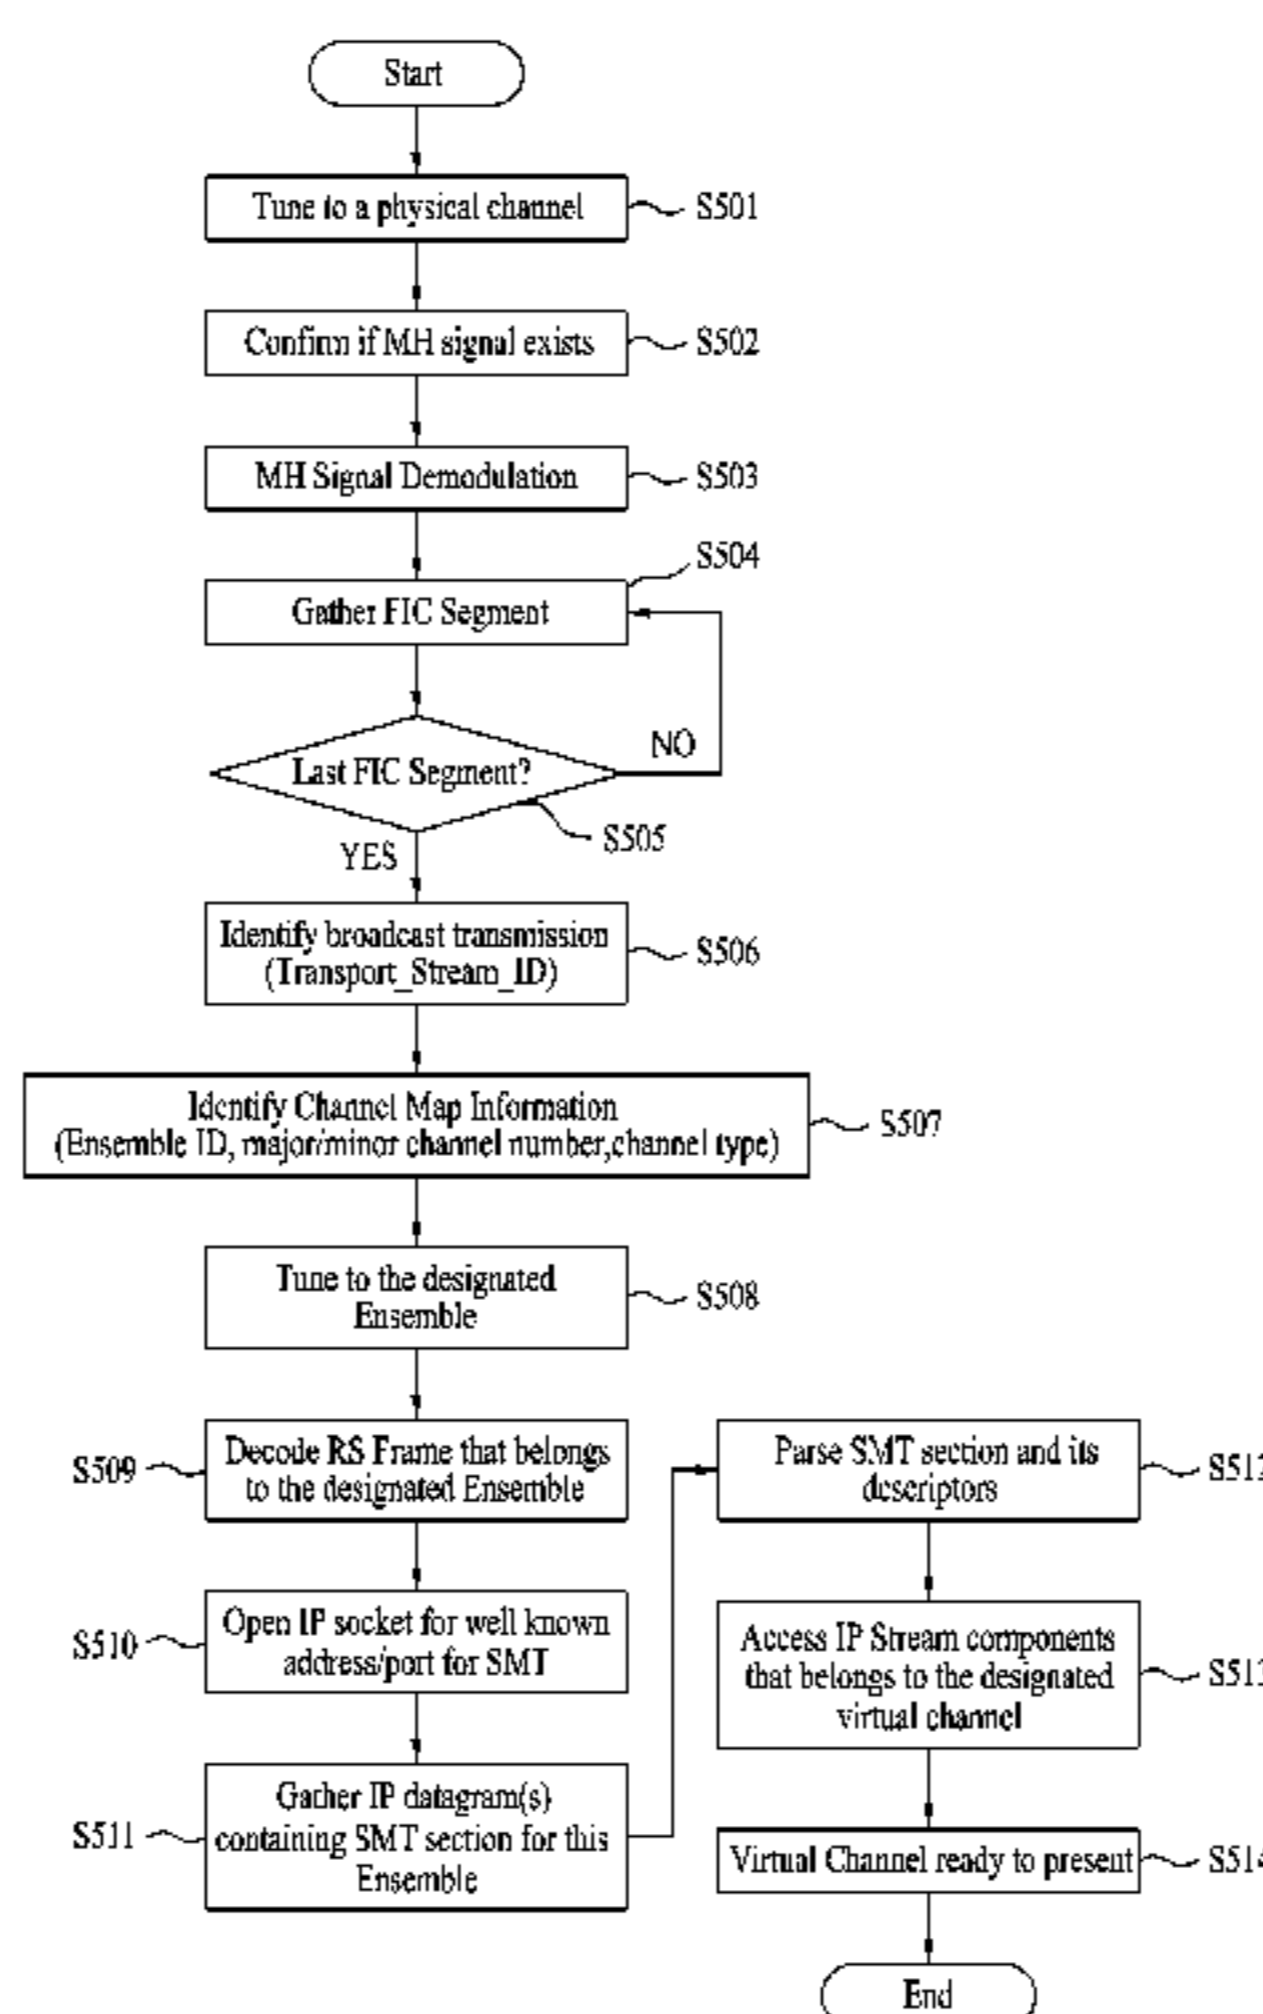 Start
Tune to a physical channel
S501
Confirm if MH signal exists
S502
MH Signal Demodulation
S503
S504
Gather FIC Segment
NO
Last FIC Segment?
S505
YES
Identify broadcast transmission
(Transport_Stream_ID)
S506
Identify Channel Map Information
(Ensemble ID, major/minor channel number,channel type)
S507
Tune to the designated
Ensemble
S508
S509
Decode RS Frame that belongs
to the designated Ensemble
S510
Open IP socket for well known
address/port for SMT
S511
Gather IP datagram(s)
containing SMT section for this
Ensemble
Parse SMT section and its
descriptors
S512
Access IP Stream components
that belongs to the designated
virtual channel
S513
Virtual Channel ready to present
S514
End